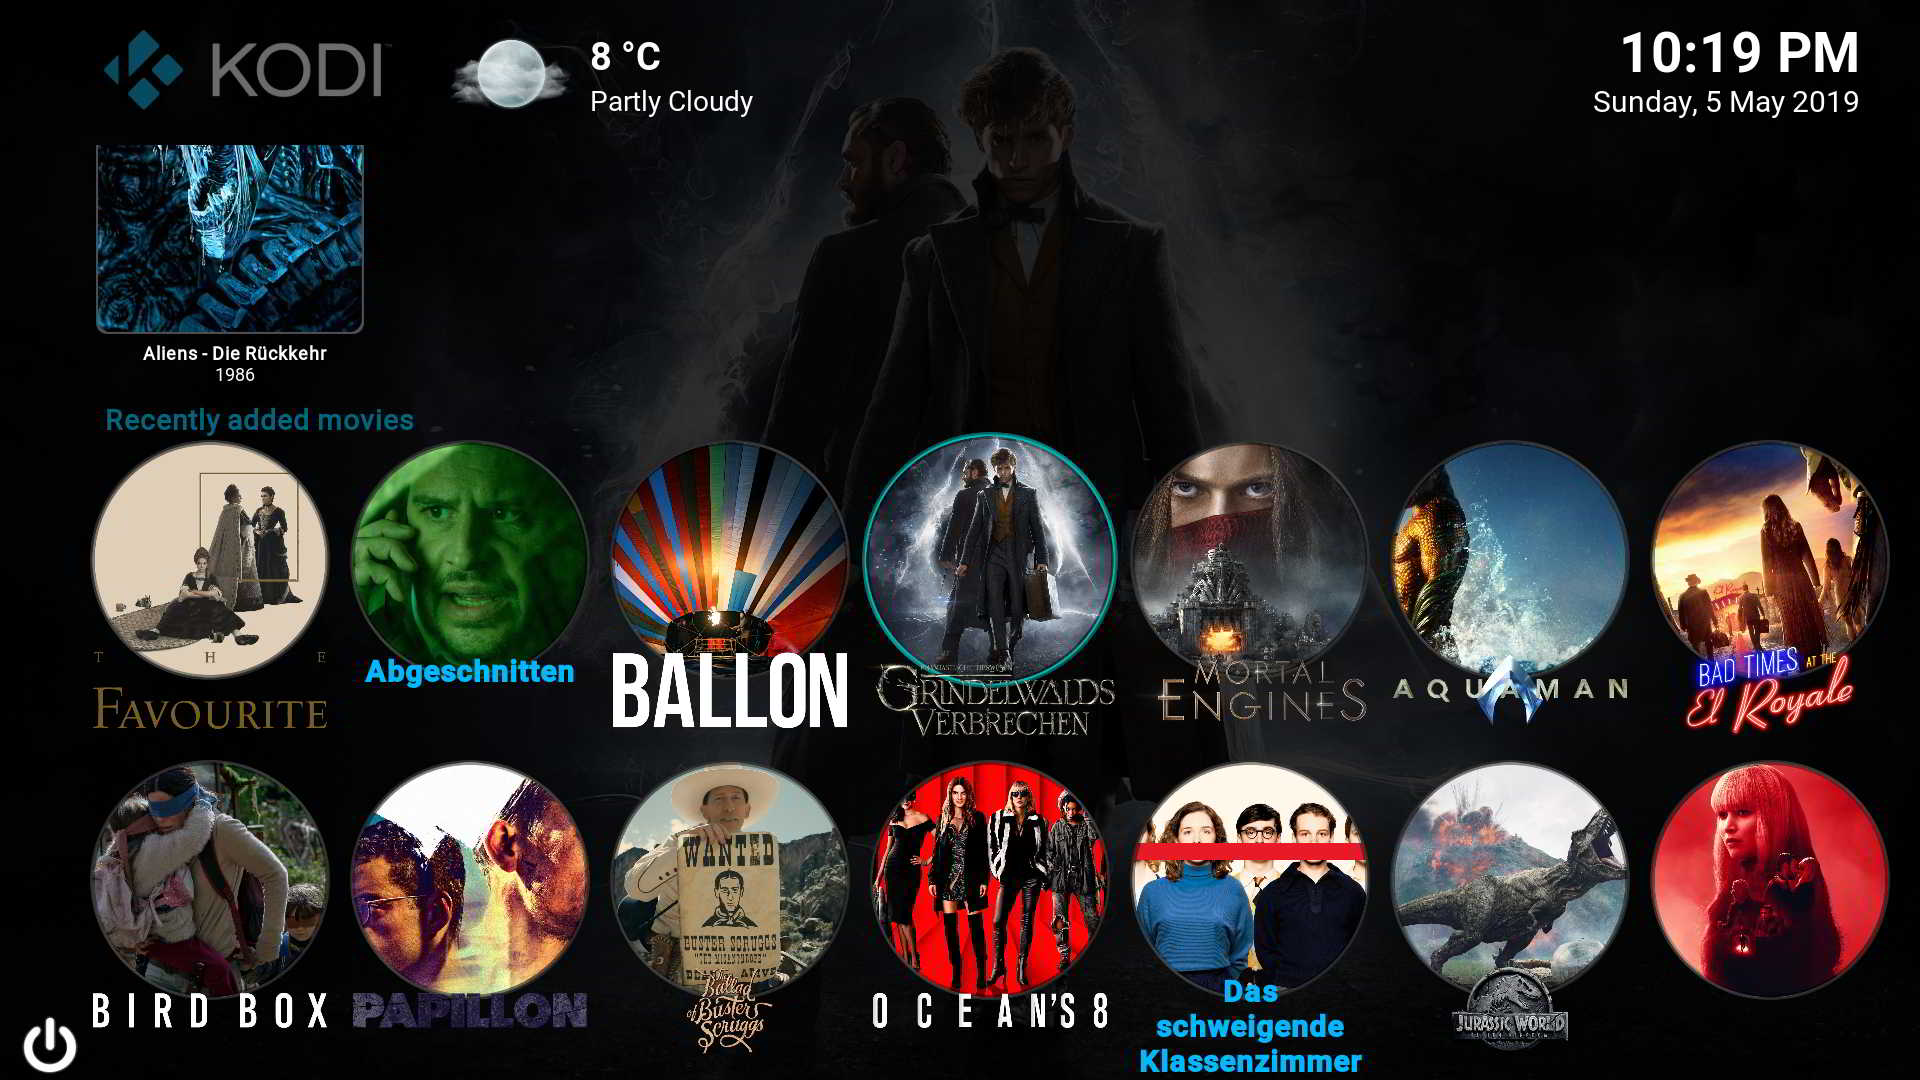 KODI
8 °C
Partly Cloudy
10:19 PM
Sunday, 5 May 2019
Aliens - Die Rückkehr
1986
Recently added movies
THE
FAVOURITE
Abgeschnitten
BALLON
GRINDELWALDS
VERBRECHEN
MORTAL
ENGINES
AQUAMAN
BAD TIMES AT THE
El Royale
WANTED
BUSTER SCRUGGS
"THE MISANTHROPE"
BIRD BOX
PAPILLON
The
Ballad
of Buster
Scruggs
OCEAN'S 8
Das
schweigende
Klassenzimmer
JURASSIC WORLD